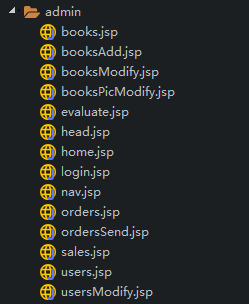 admin
books.jsp
booksAdd.jsp
booksModify.jsp
booksPicModify.jsp
evaluate.jsp
head.jsp
home.jsp
login.jsp
nav.jsp
orders.jsp
ordersSend.jsp
sales.jsp
users.jsp
usersModify.jsp